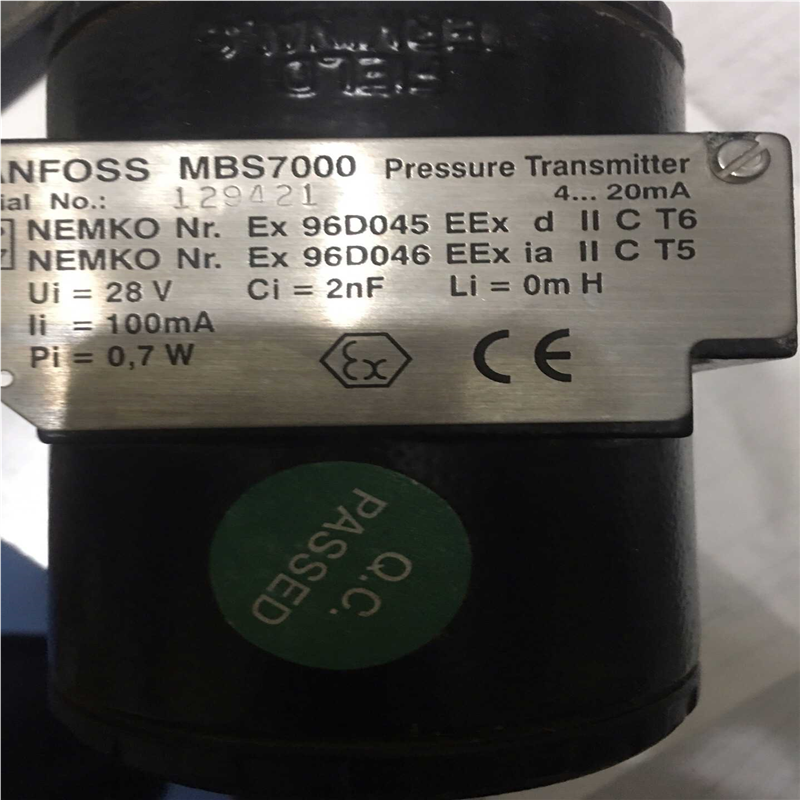 ANFOSS MBS7000 Pressure Transmitter
ial No.: 129421 4... 20mA
NEMKO Nr. Ex 96D045 EEx d II C T6
NEMKO Nr. Ex 96D046 EEx ia II C T5
Ui = 28 V Ci = 2nF Li = 0m H
Ii = 100mA
Pi = 0,7 W
Ex CE
Q.C.
PASSED